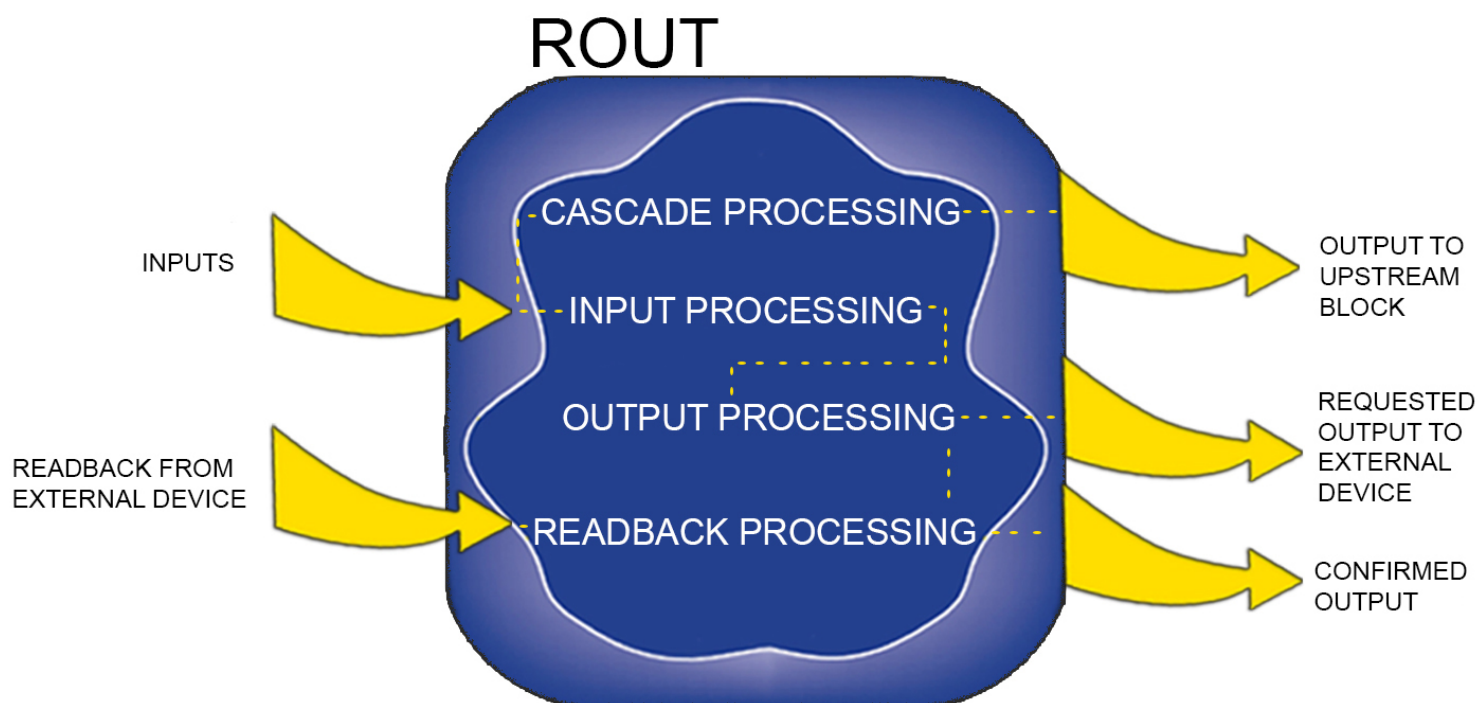 ROUT
CASCADE PROCESSING
INPUTS
OUTPUT TO
UPSTREAM
BLOCK
INPUT PROCESSING
OUTPUT PROCESSING
REQUESTED
OUTPUT TO
EXTERNAL
DEVICE
READBACK FROM
EXTERNAL DEVICE
READBACK PROCESSING
CONFIRMED
OUTPUT